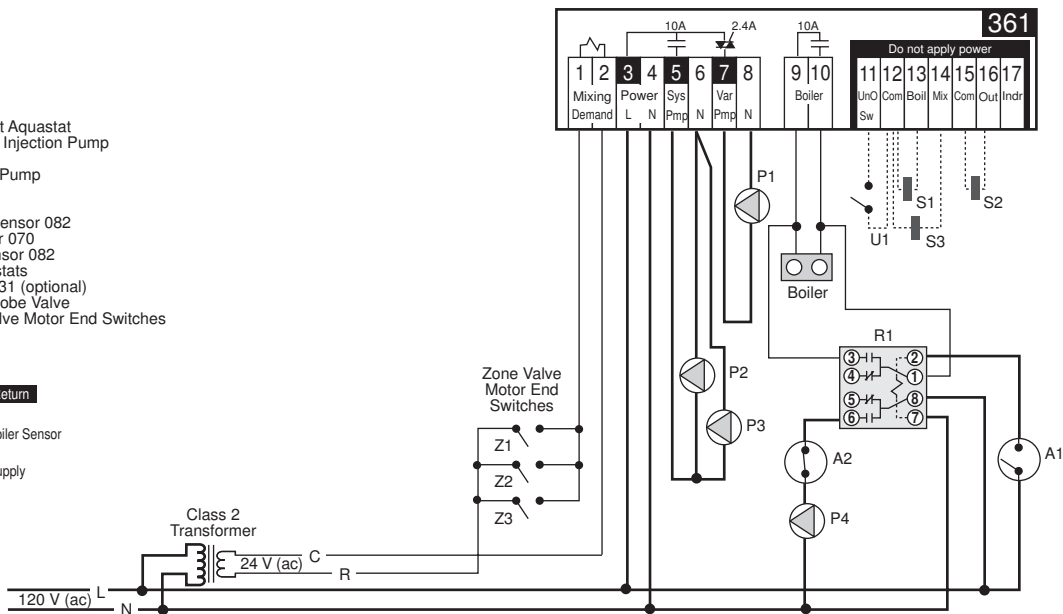 361
10A
2.4A
10A
Do not apply power
1 2 3 4 5 6 7 8 9 10 11 12 13 14 15 16 17
Mixing Power Sys Var Boiler UnO Com Boil Mix Com Out Indr
Demand L N Pmp N Pmp N Sw
t Aquastat
Injection Pump
Pump
ensor 082
r 070
sor 082
stats
31 (optional)
obe Valve
lve Motor End Switches
eturn
oiler Sensor
upply
P1
S1
S2
U1
S3
Boiler
R1
3 2
4 1
5 8
6 7
Zone Valve
Motor End
Switches
P2
P3
A2
A1
Z1
Z2
Z3
P4
Class 2
Transformer
24 V (ac)
C
R
120 V (ac)
L
N